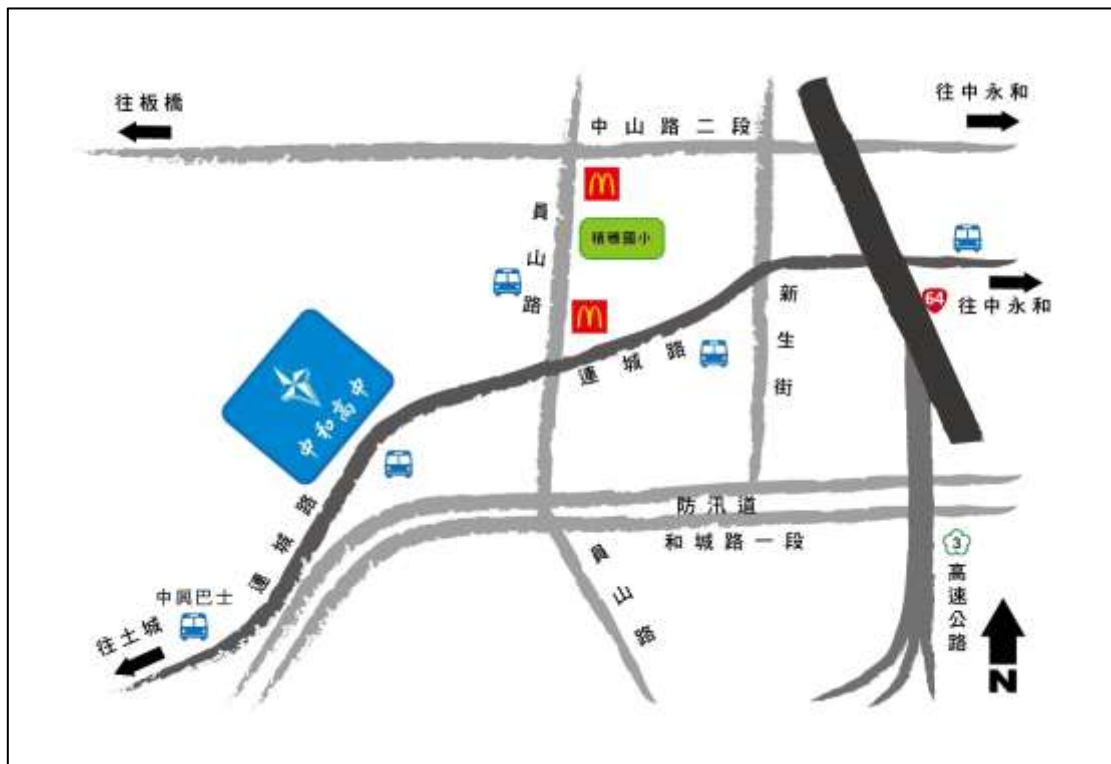 往板橋
往中永和
中山路二段
員山路
積穗國小
64
往中永和
新生街
連城路
中和高中
連城路
防汛道
和城路一段
員山路
3
高速公路
中興巴士
往土城
N